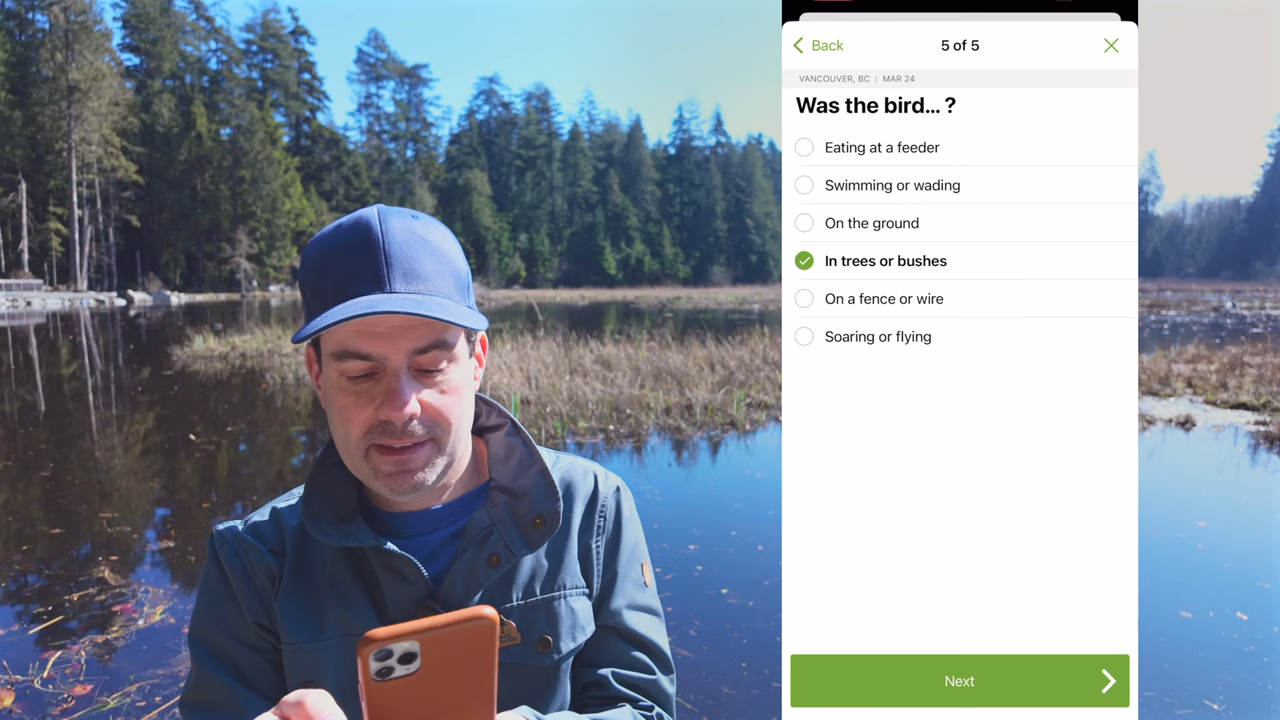 Back
5 of 5
VANCOUVER, BC | MAR 24
Was the bird... ?
Eating at a feeder
Swimming or wading
On the ground
In trees or bushes
On a fence or wire
Soaring or flying
Next